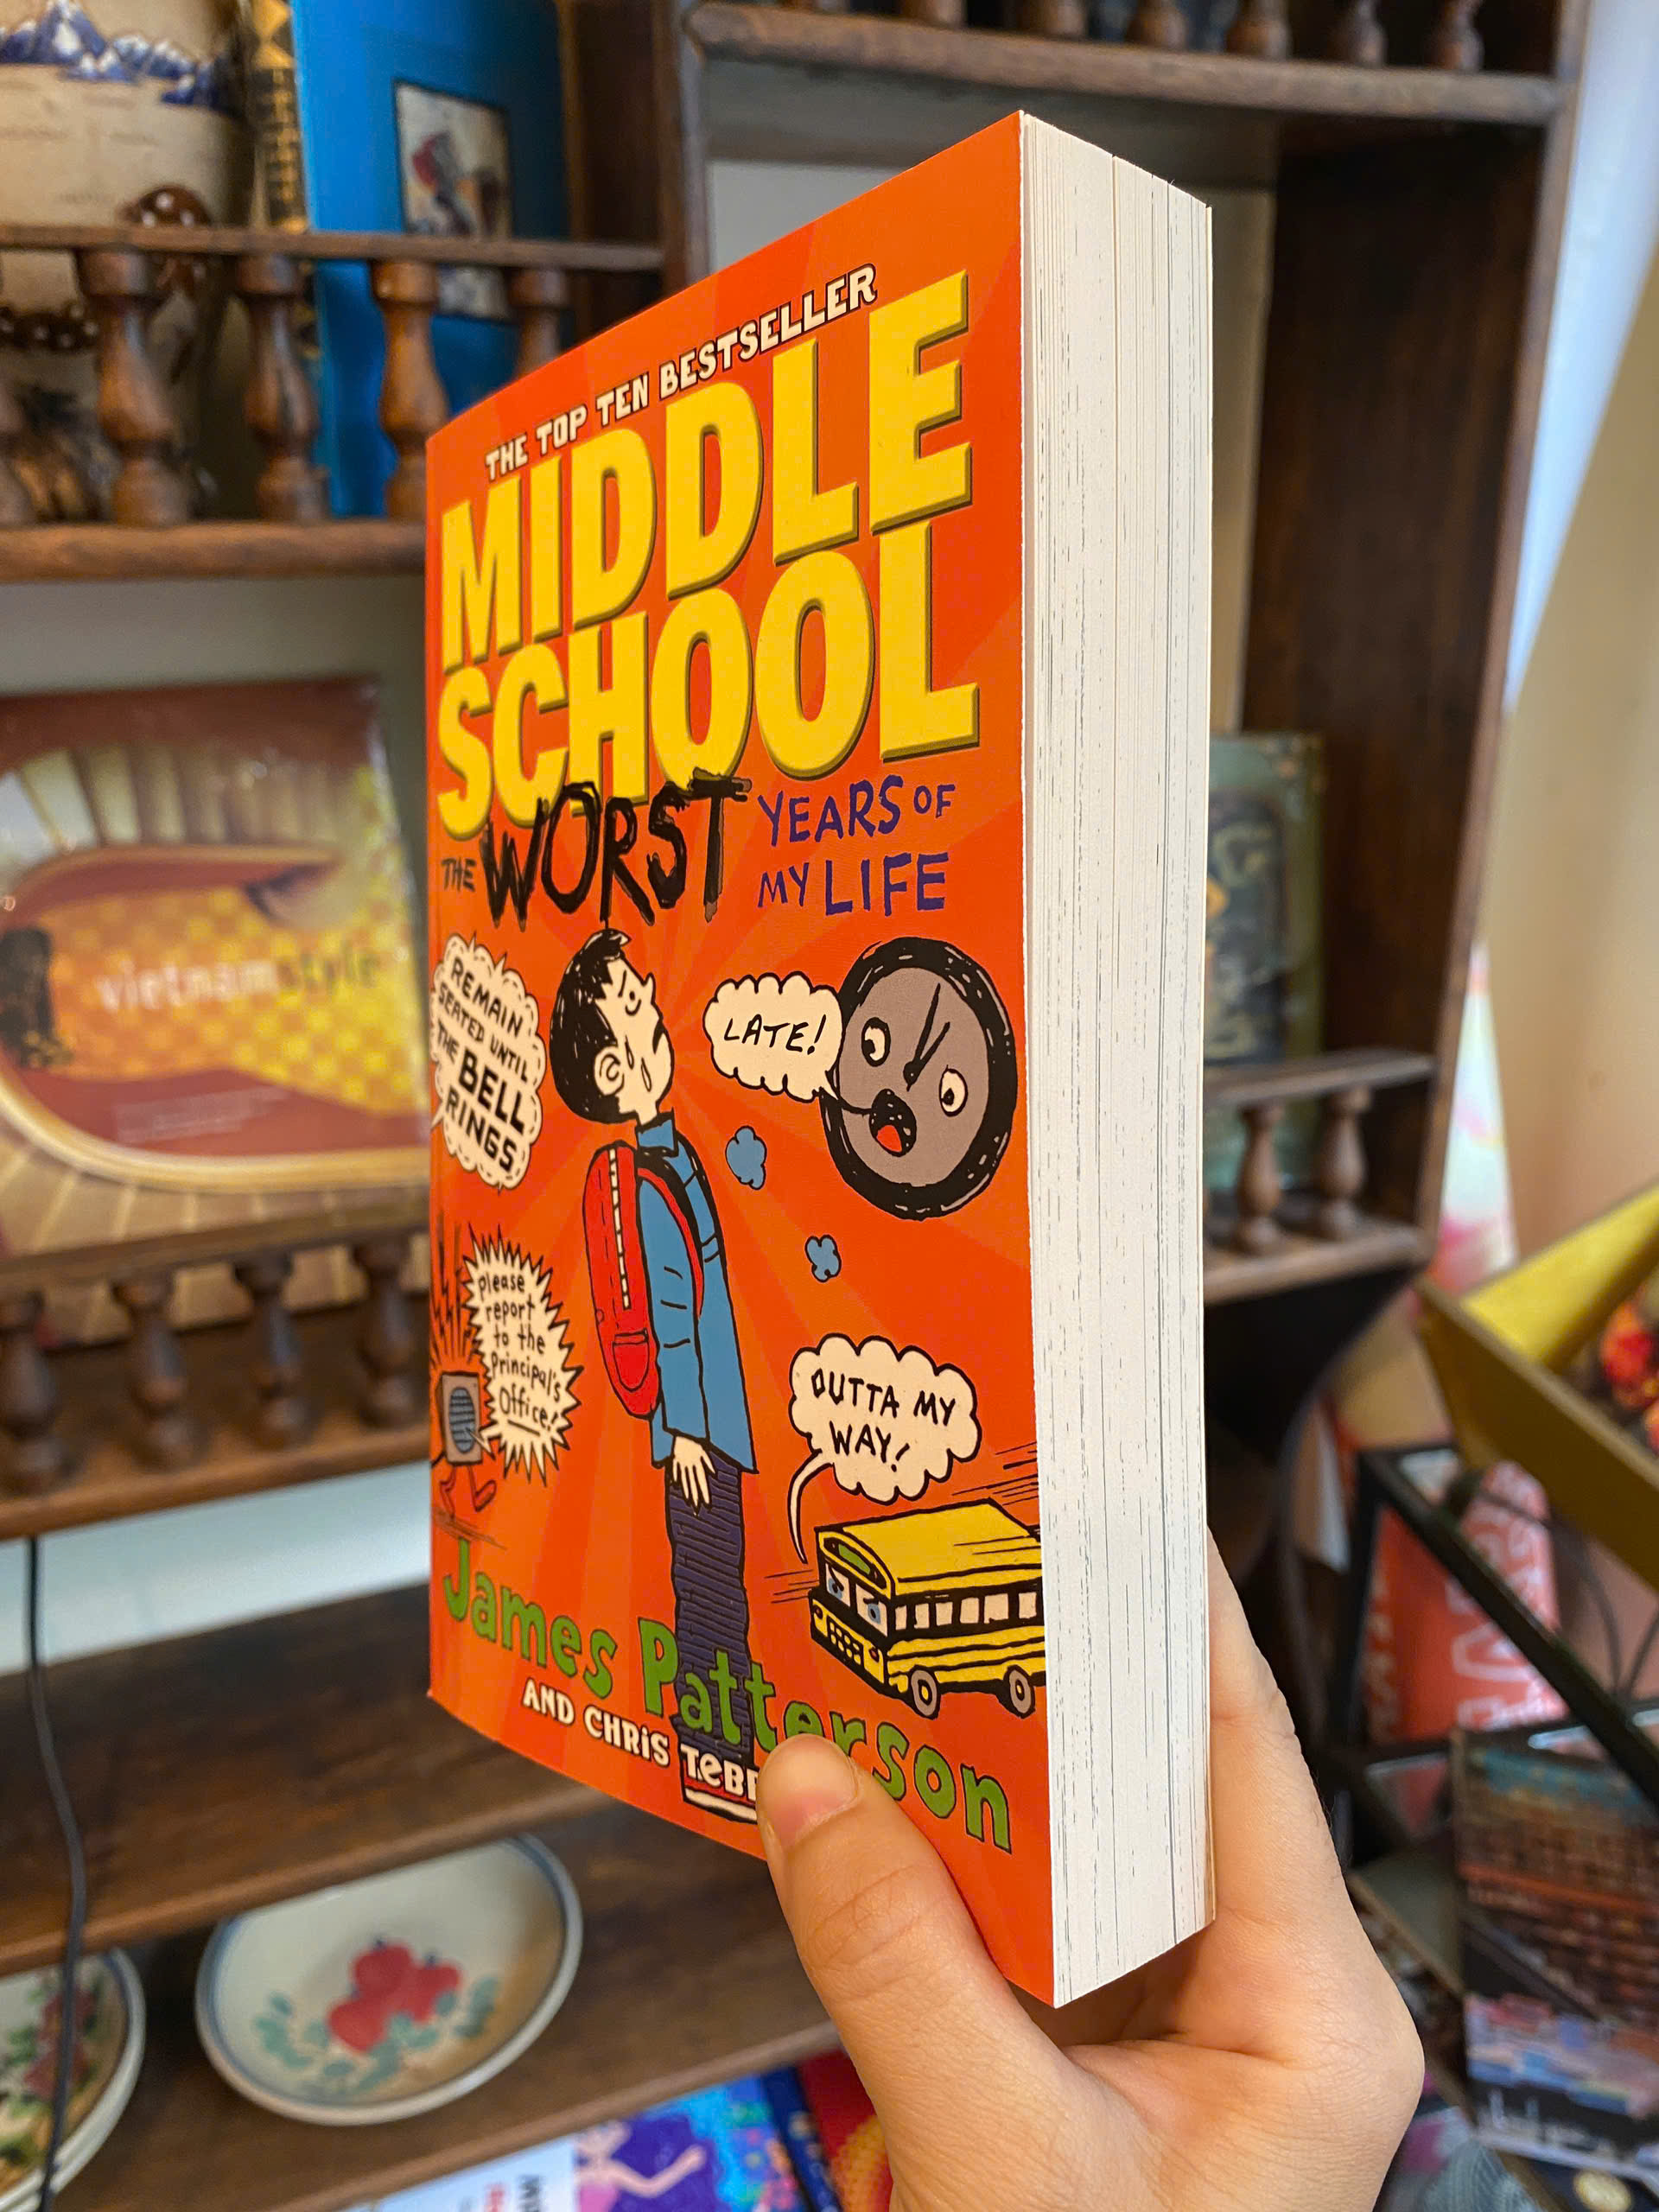 THE TOP TEN BESTSELLER
MIDDLE
SCHOOL
THE WORST YEARS OF
MY LIFE
REMAIN
SEATED UNTIL
THE BELL
RINGS
LATE!
Please
report
to the
Principal's
Office!
OUTTA MY
WAY!
James Patterson
AND CHRIS
vietnam style